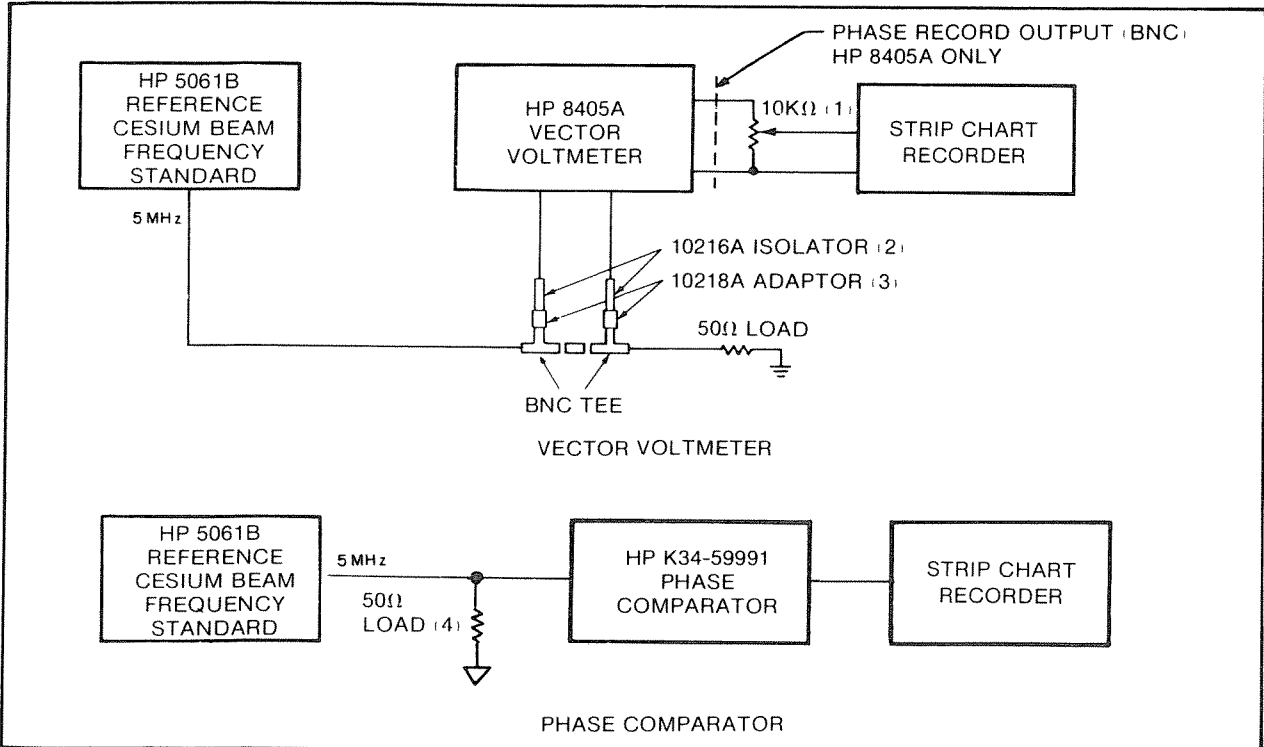 PHASE RECORD OUTPUT (BNC)
HP 8405A ONLY
HP 5061B
REFERENCE
CESIUM BEAM
FREQUENCY
STANDARD
HP 8405A
VECTOR
VOLTMETER
10KΩ (1)
STRIP CHART
RECORDER
5 MHz
10216A ISOLATOR (2)
10218A ADAPTOR (3)
50Ω LOAD
BNC TEE
VECTOR VOLTMETER
HP 5061B
REFERENCE
CESIUM BEAM
FREQUENCY
STANDARD
5 MHz
50Ω
LOAD (4)
HP K34-59991
PHASE
COMPARATOR
STRIP CHART
RECORDER
PHASE COMPARATOR